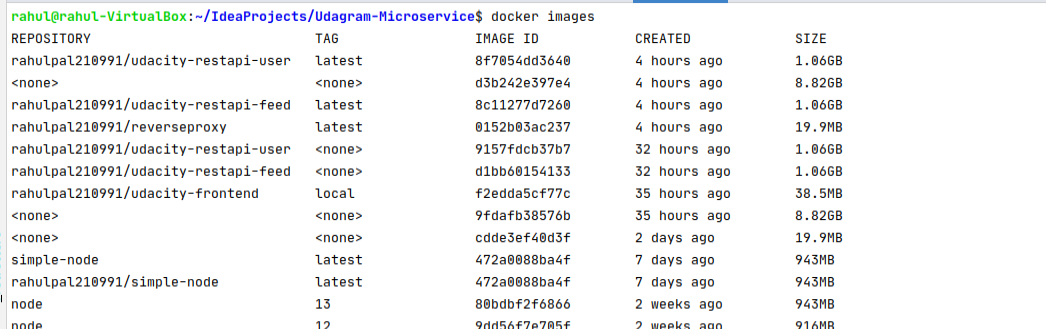 rahul@rahul-VirtualBox:~/IdeaProjects/Udagram-Microservice$ docker images
REPOSITORY TAG IMAGE ID CREATED SIZE
rahulpal210991/udacity-restapi-user latest 8f7054dd3640 4 hours ago 1.06GB
<none> <none> d3b242e397e4 4 hours ago 8.82GB
rahulpal210991/udacity-restapi-feed latest 8c11277d7260 4 hours ago 1.06GB
rahulpal210991/reverseproxy latest 0152b03ac237 4 hours ago 19.9MB
rahulpal210991/udacity-restapi-user <none> 9157fdcb37b7 32 hours ago 1.06GB
rahulpal210991/udacity-restapi-feed <none> d1bb60154133 32 hours ago 1.06GB
rahulpal210991/udacity-frontend local f2edda5cf77c 35 hours ago 38.5MB
<none> <none> 9fdafb38576b 35 hours ago 8.82GB
<none> <none> cdde3ef40d3f 2 days ago 19.9MB
simple-node latest 472a0088ba4f 7 days ago 943MB
rahulpal210991/simple-node latest 472a0088ba4f 7 days ago 943MB
node 13 80bdbf2f6866 2 weeks ago 943MB
node 12 9dd56f7e705f 2 weeks ago 916MB